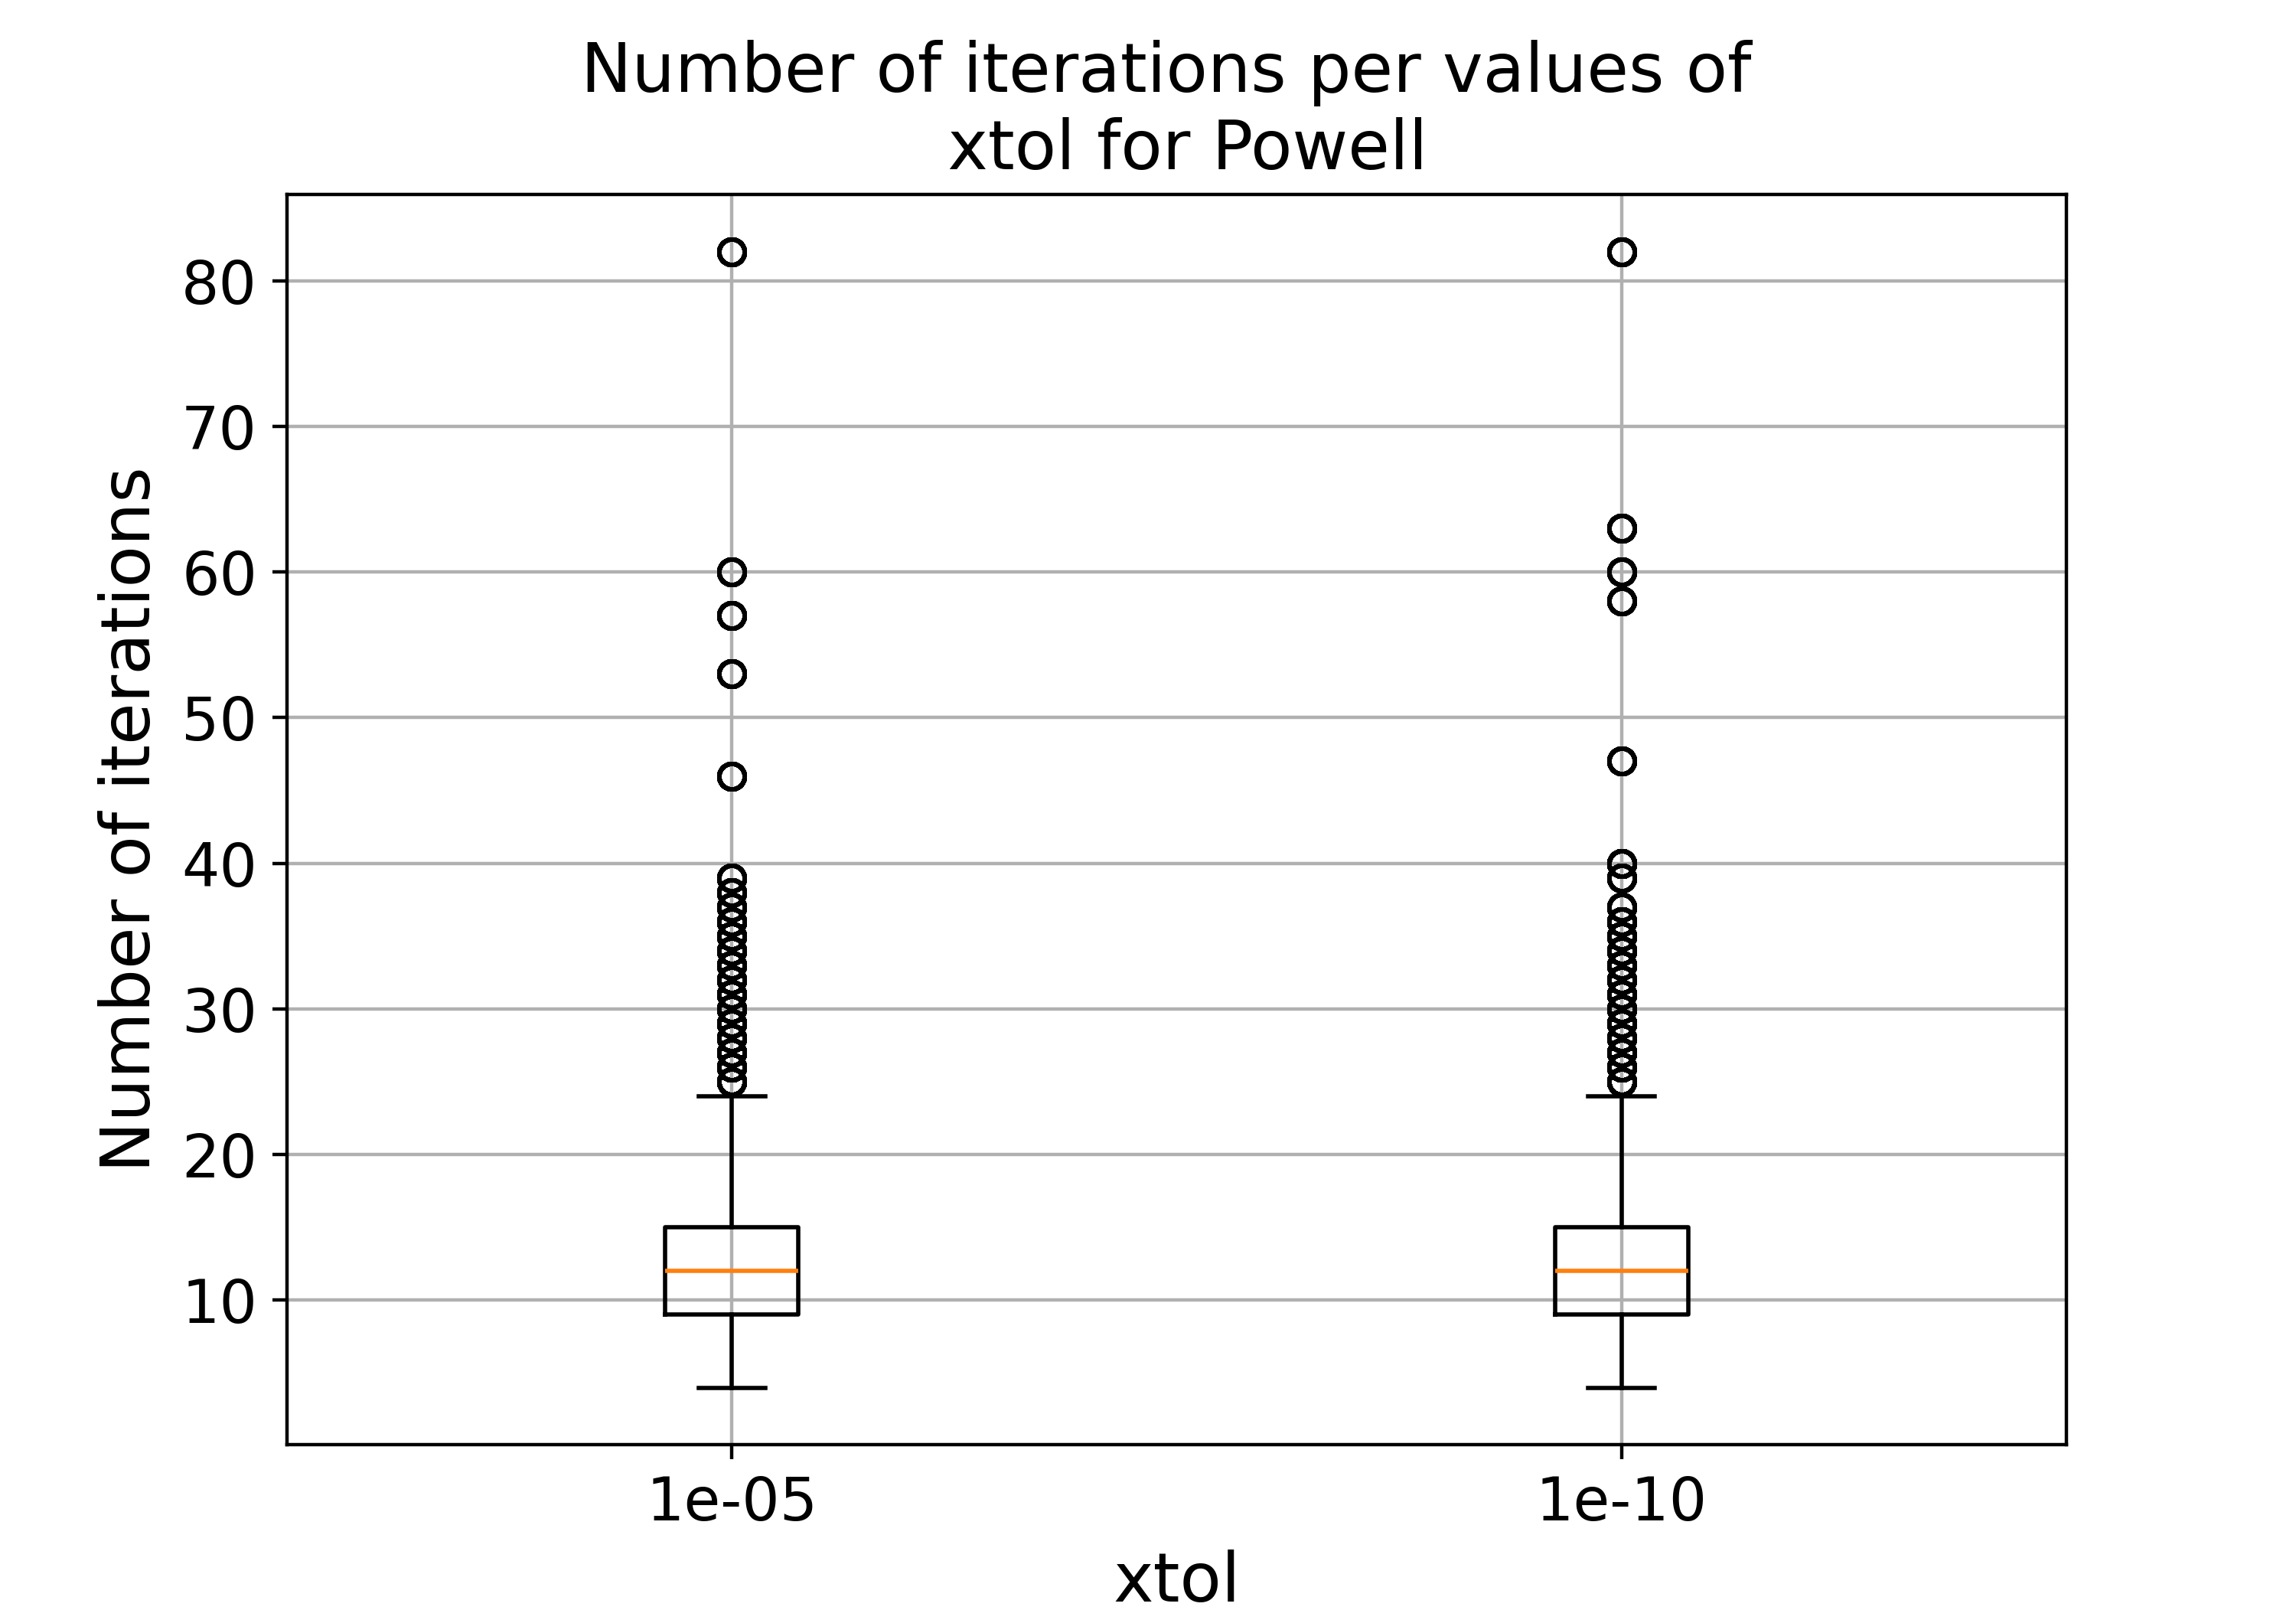 Number of iterations per values of
xtol for Powell
Number of iterations
80
70
60
50
40
30
20
10
1e-05
1e-10
xtol